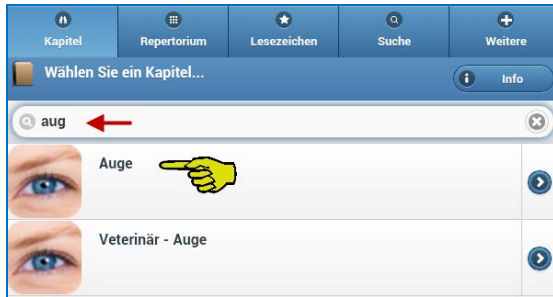 Kapitel Repertorium Lesezeichen Suche Weitere
Wählen Sie ein Kapitel... Info
aug
Auge
Veterinär - Auge